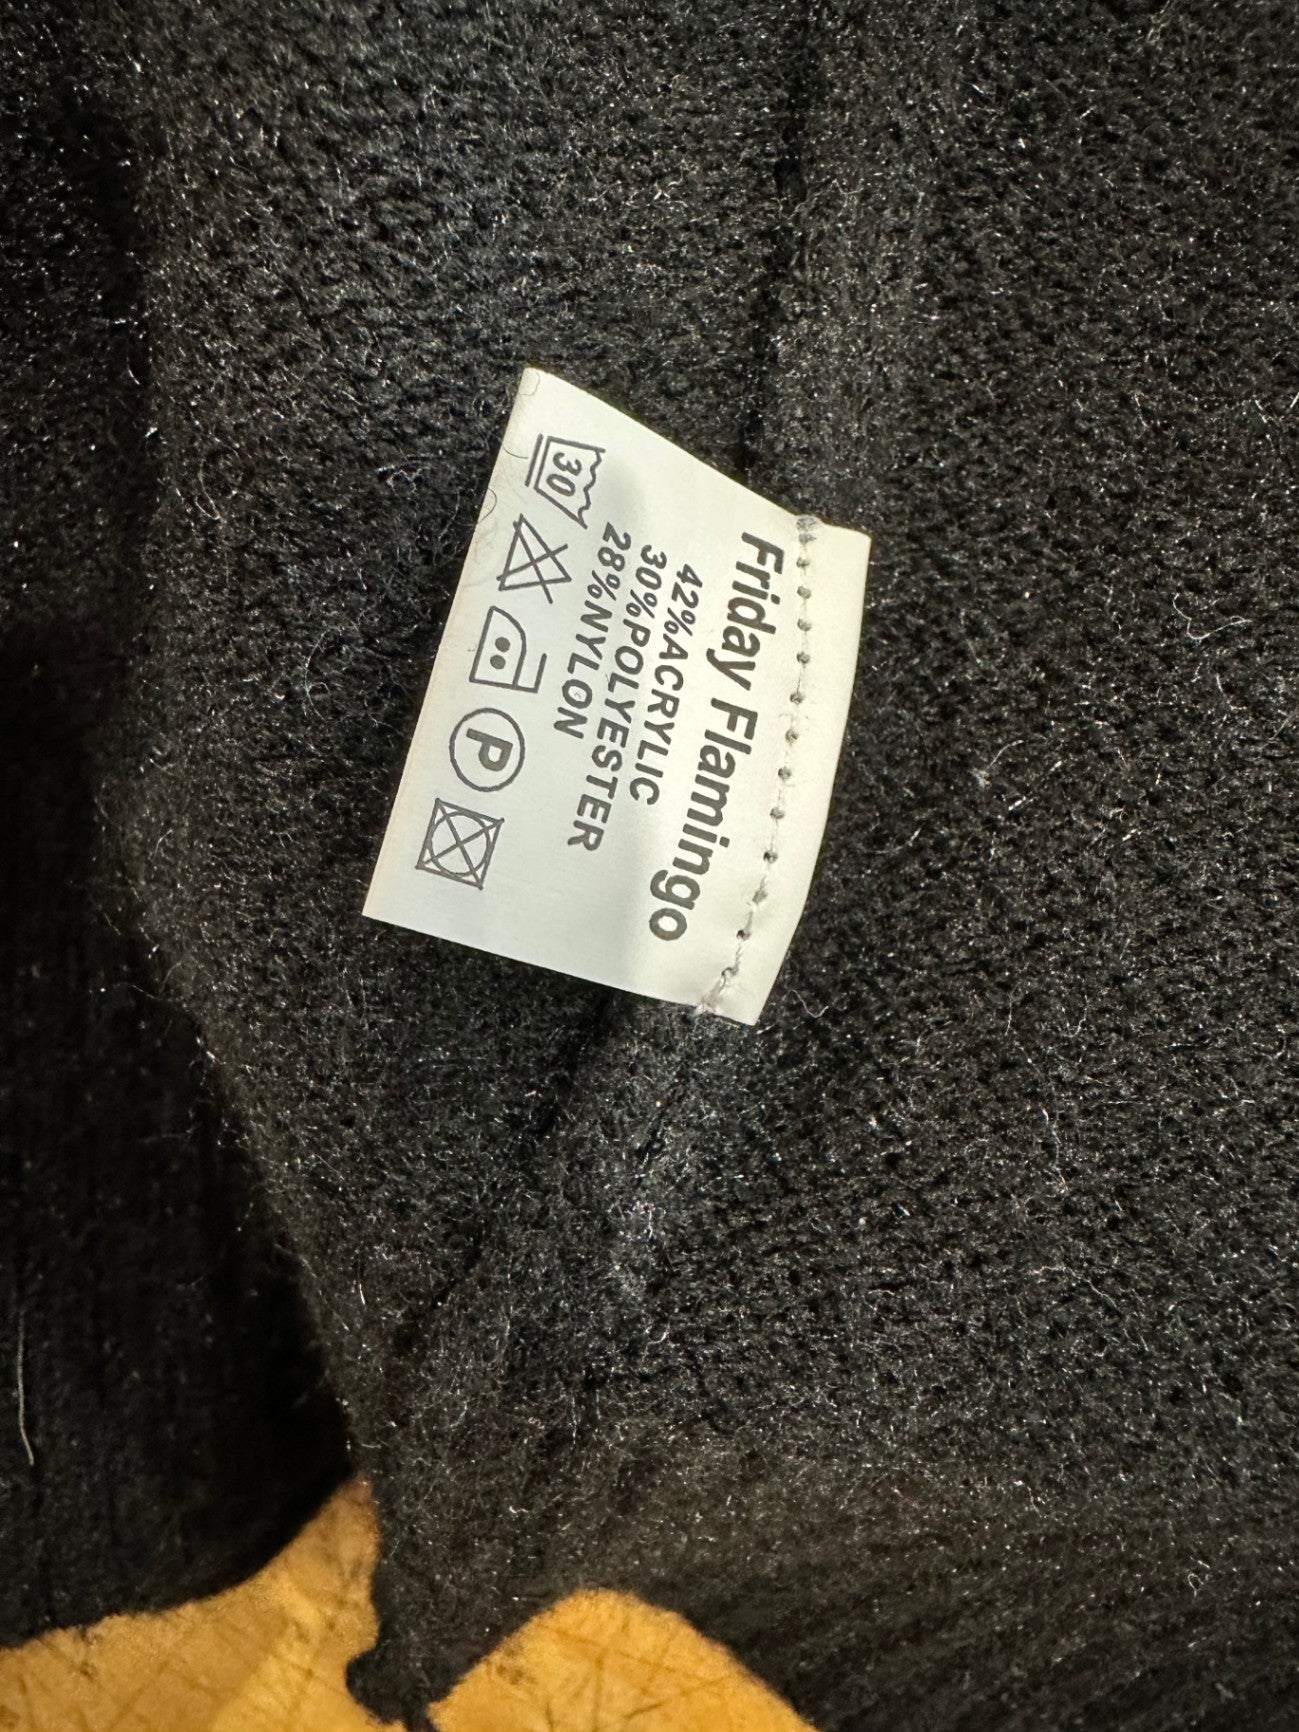 Friday Flamingo
42%ACRYLIC
30%POLYESTER
28%NYLON
30 P